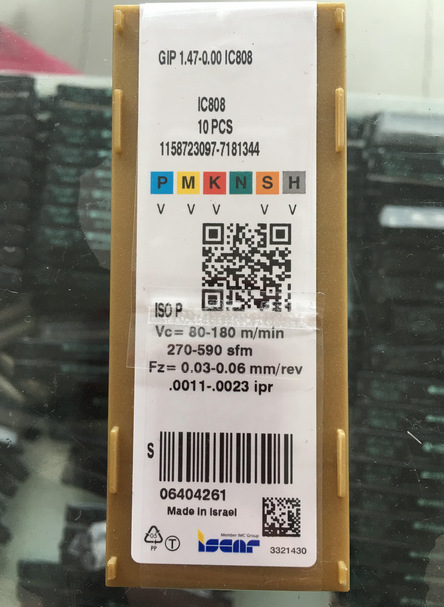 GIP 1.47-0.00 IC808
IC808
10 PCS
1158723097-7181344
P M K N S H
V V V V V
ISO P
Vc= 80-180 m/min
270-590 sfm
Fz= 0.03-0.06 mm/rev
.0011-.0023 ipr
S
06404261
Made in Israel
05
PP
T
Member IMC Group
iscar
3321430